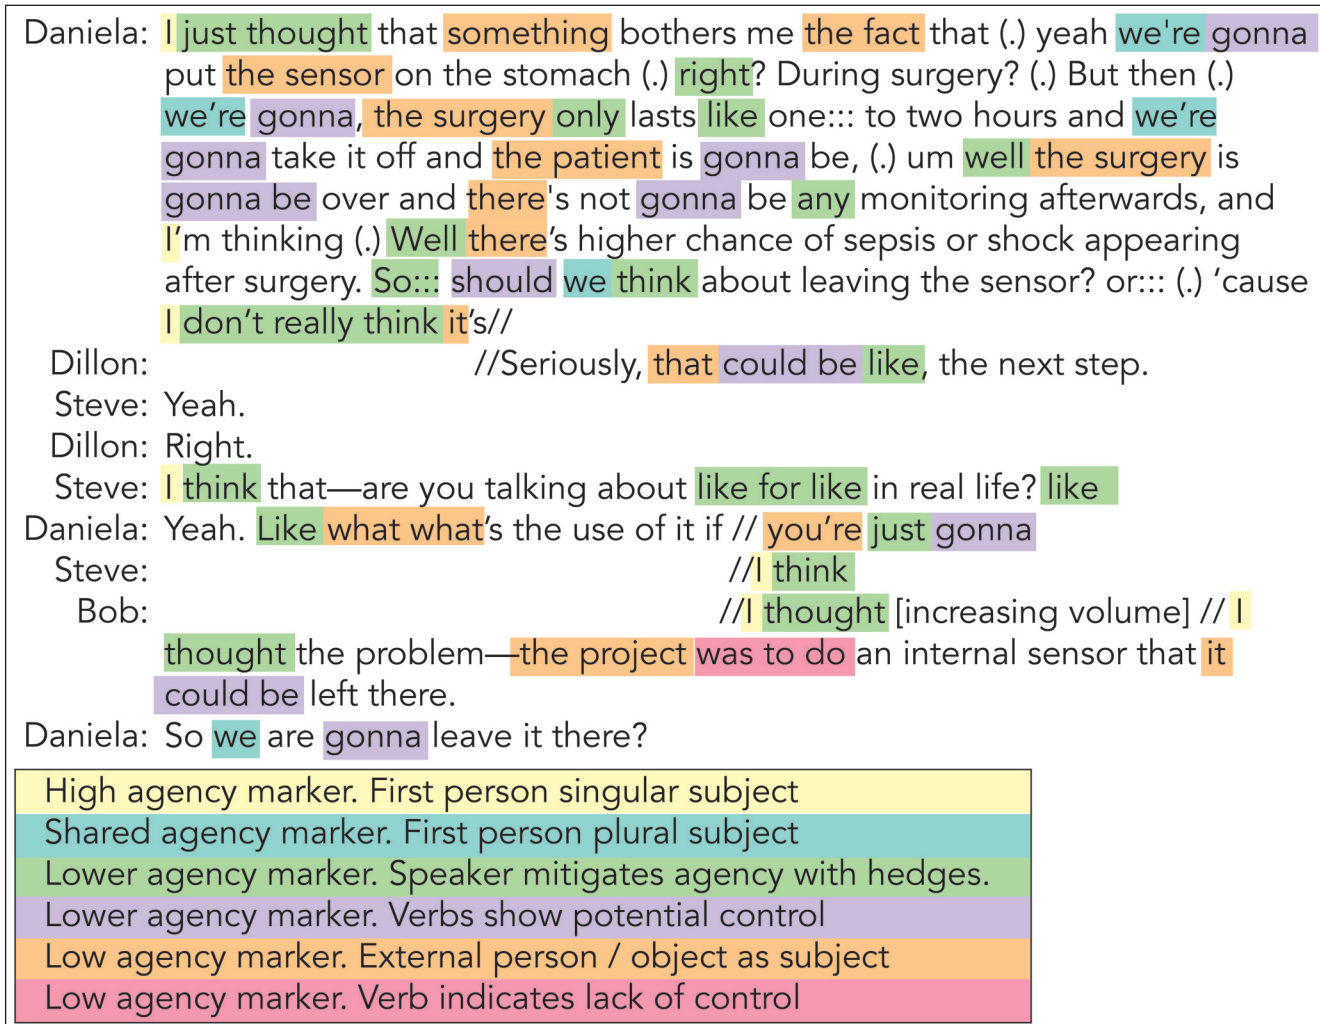 Daniela: I just thought that something bothers me the fact that (.) yeah we're gonna
put the sensor on the stomach (.) right? During surgery? (.) But then (.)
we’re gonna, the surgery only lasts like one::: to two hours and we’re
gonna take it off and the patient is gonna be, (.) um well the surgery is
gonna be over and there's not gonna be any monitoring afterwards, and
I’m thinking (.) Well there’s higher chance of sepsis or shock appearing
after surgery. So::: should we think about leaving the sensor? or::: (.) ‘cause
I don’t really think it’s//
Dillon: //Seriously, that could be like, the next step.
Steve: Yeah.
Dillon: Right.
Steve: I think that—are you talking about like for like in real life? like
Daniela: Yeah. Like what what’s the use of it if // you’re just gonna
Steve: //I think
Bob: //I thought [increasing volume] // I
thought the problem—the project was to do an internal sensor that it
could be left there.
Daniela: So we are gonna leave it there?
High agency marker. First person singular subject
Shared agency marker. First person plural subject
Lower agency marker. Speaker mitigates agency with hedges.
Lower agency marker. Verbs show potential control
Low agency marker. External person / object as subject
Low agency marker. Verb indicates lack of control